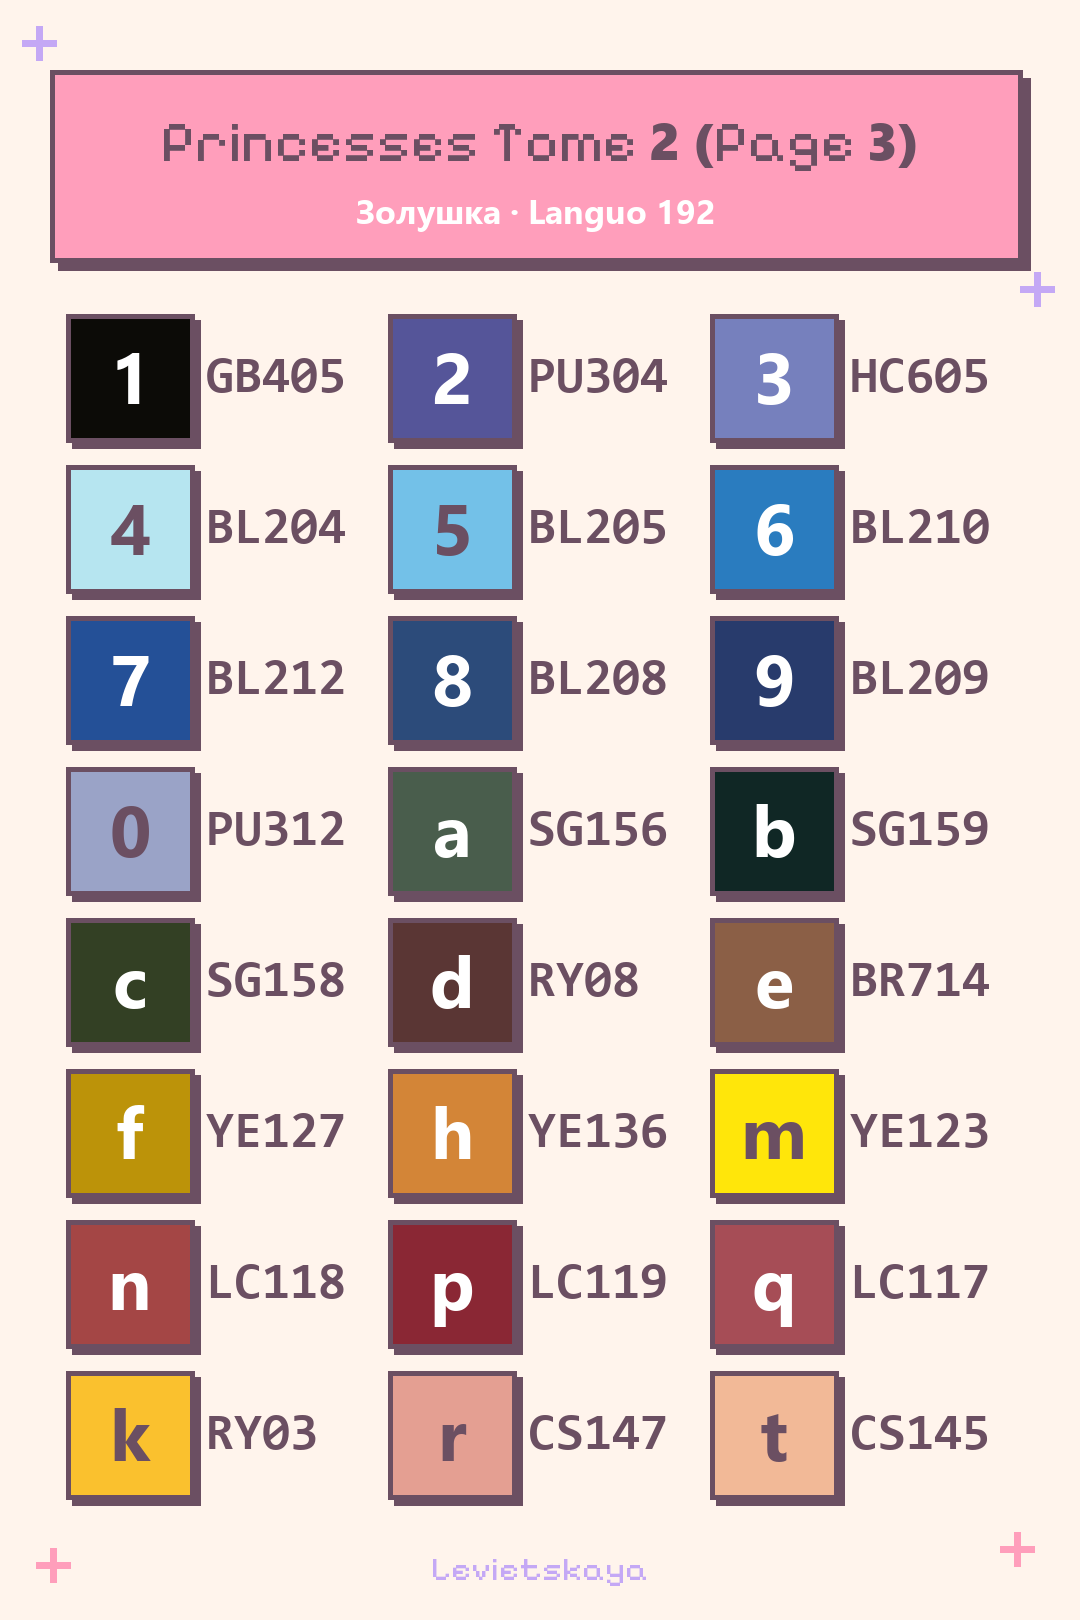 Princesses Tome 2 (Page 3)
Золушка · Languo 192
1 GB405 2 PU304 3 HC605
4 BL204 5 BL205 6 BL210
7 BL212 8 BL208 9 BL209
0 PU312 a SG156 b SG159
c SG158 d RY08 e BR714
f YE127 h YE136 m YE123
n LC118 p LC119 q LC117
k RY03 r CS147 t CS145
Levietskaya